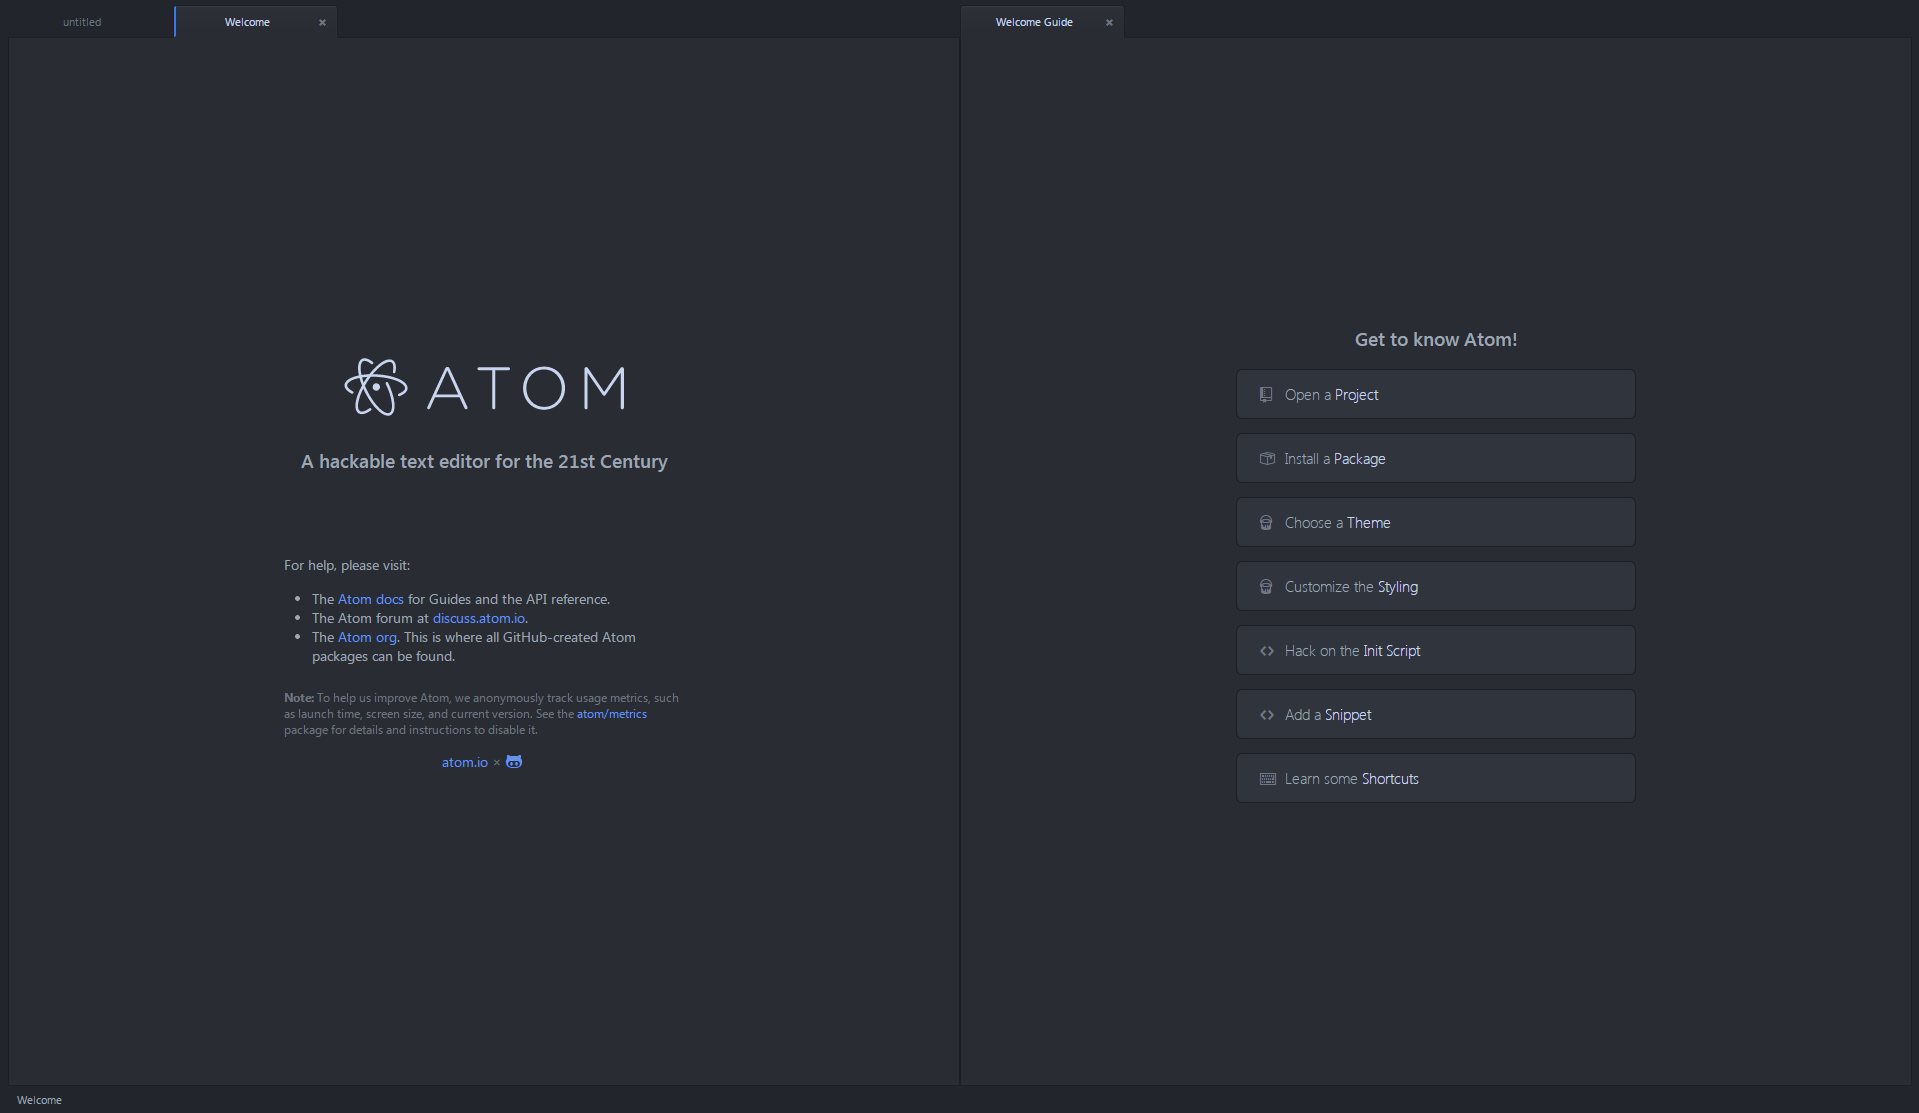 untitled
Welcome
Welcome Guide
ATOM
A hackable text editor for the 21st Century
For help, please visit:
• The Atom docs for Guides and the API reference.
• The Atom forum at discuss.atom.io.
• The Atom org. This is where all GitHub-created Atom
packages can be found.
Note: To help us improve Atom, we anonymously track usage metrics, such
as launch time, screen size, and current version. See the atom/metrics
package for details and instructions to disable it.
atom.io ×
Get to know Atom!
Open a Project
Install a Package
Choose a Theme
Customize the Styling
Hack on the Init Script
Add a Snippet
Learn some Shortcuts
Welcome